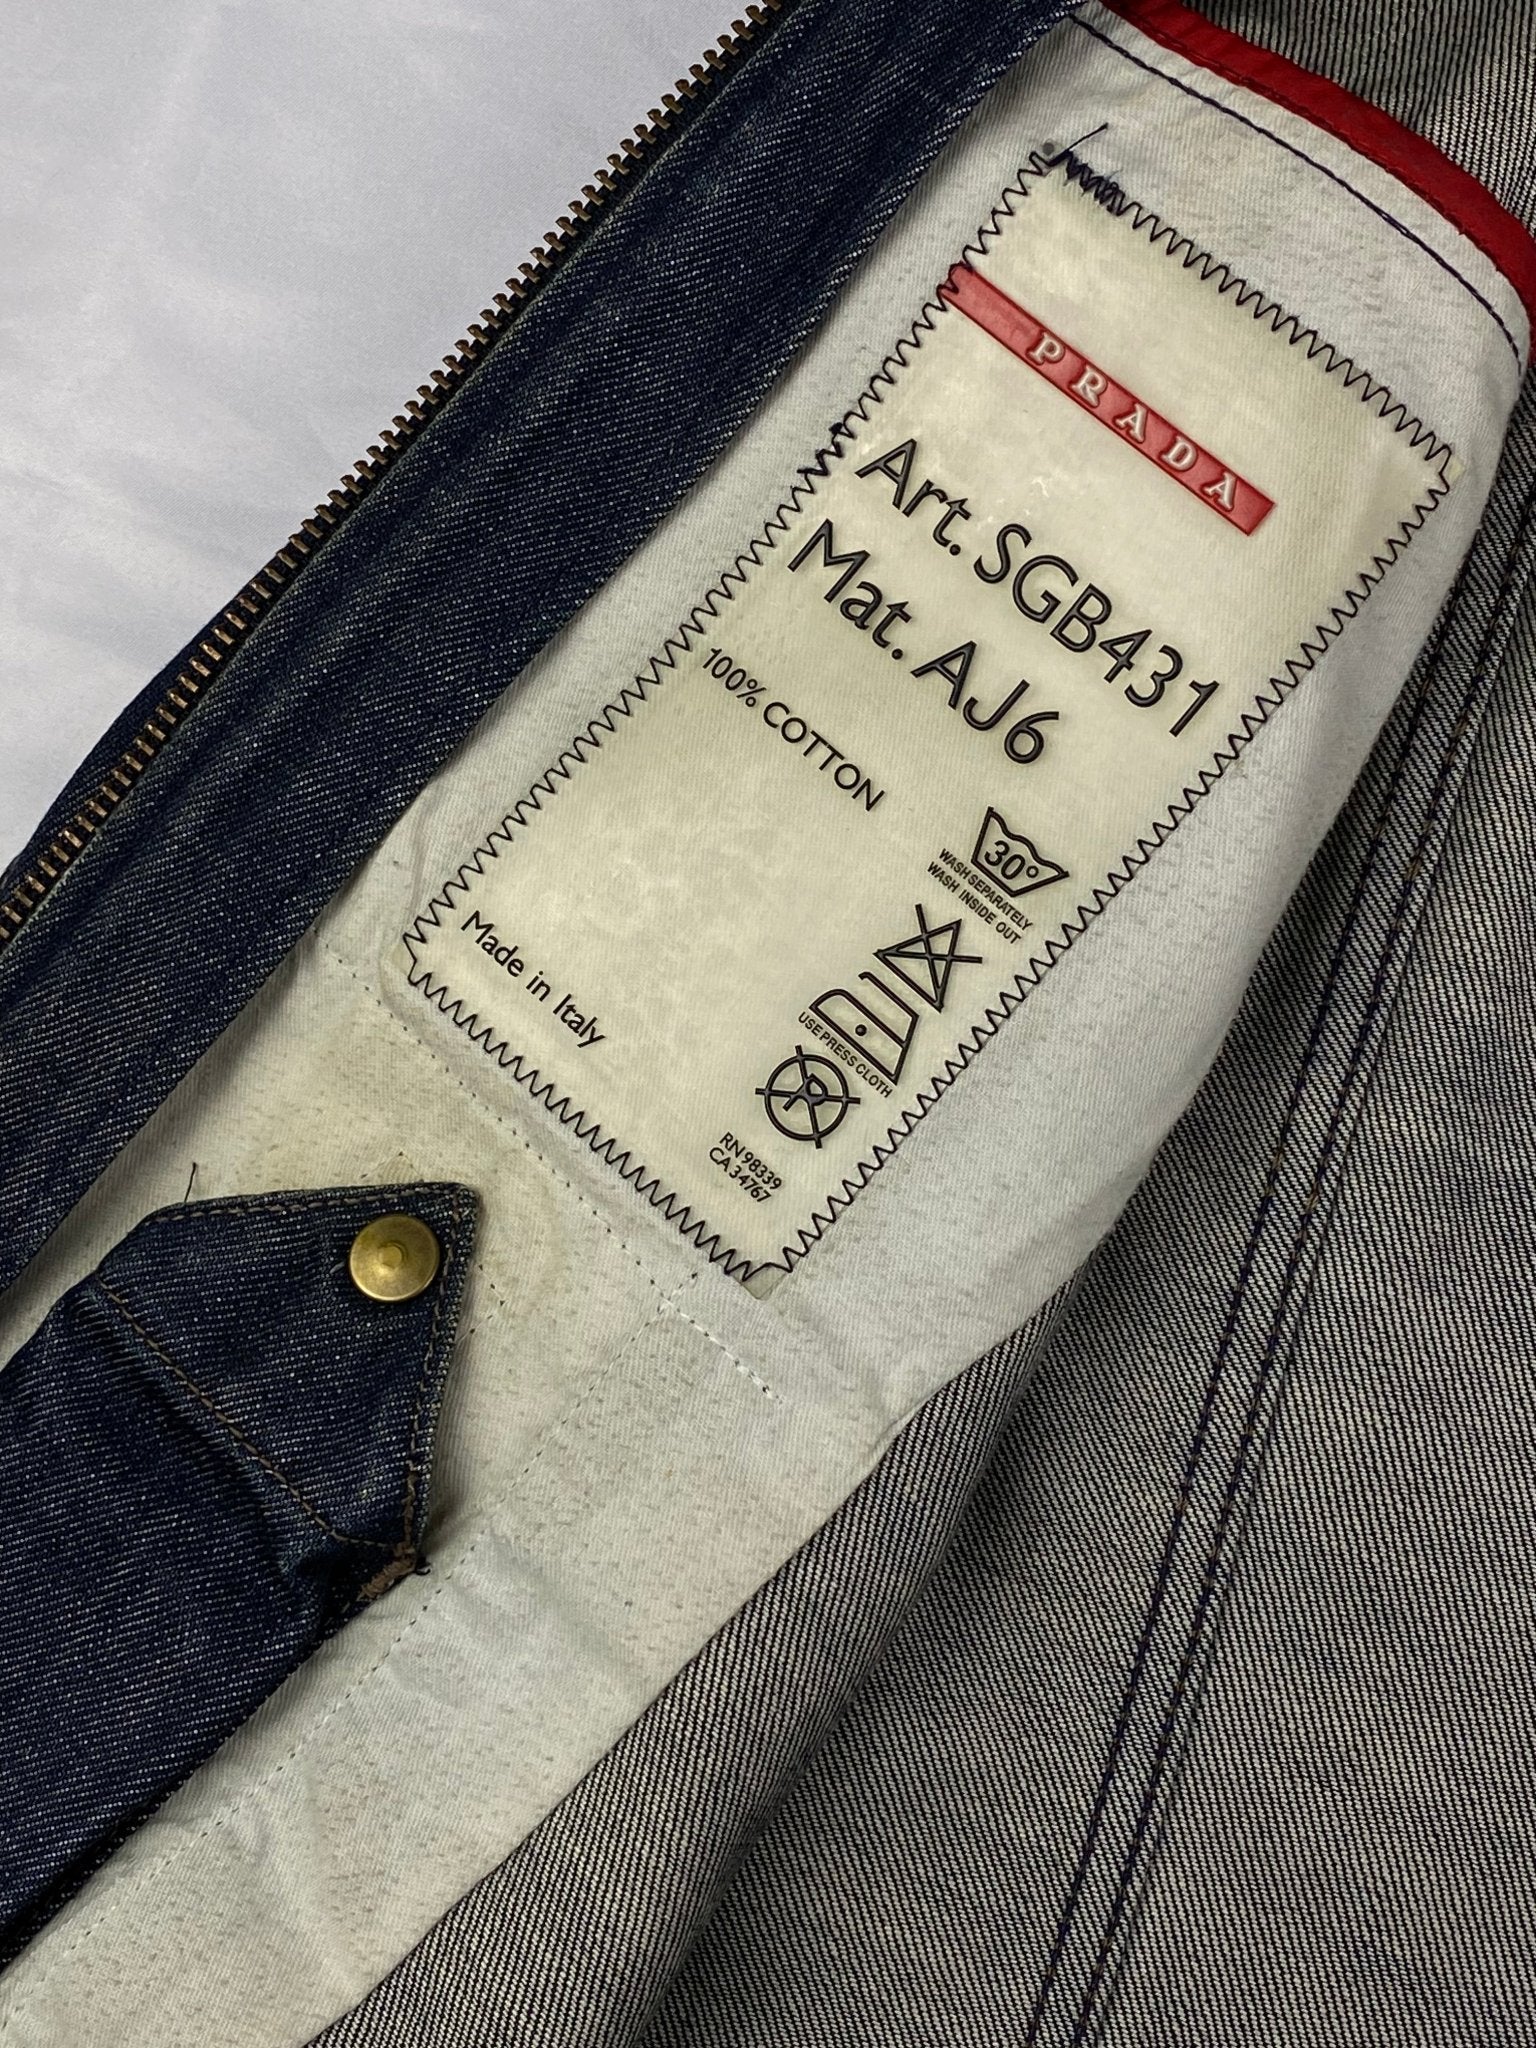 PRADA
Art. SGB431
Mat. AJ6
100% COTTON
30°
WASH SEPARATELY
WASH INSIDE OUT
USE PRESS CLOTH
P
RN 98339
CA 34767
Made in Italy